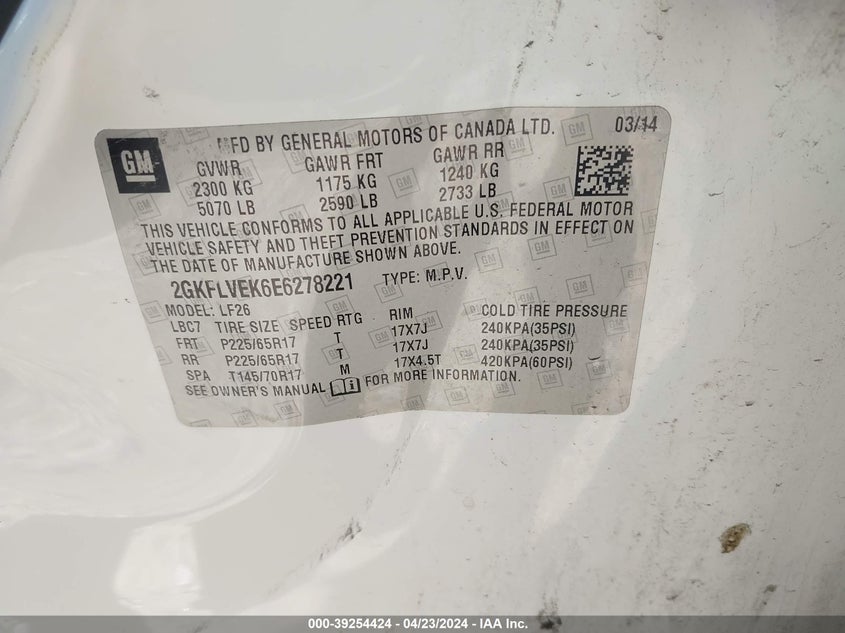 GM
MFD BY GENERAL MOTORS OF CANADA LTD. 03/14
GVWR GAWR FRT GAWR RR
2300 KG 1175 KG 1240 KG
5070 LB 2590 LB 2733 LB
THIS VEHICLE CONFORMS TO ALL APPLICABLE U.S. FEDERAL MOTOR
VEHICLE SAFETY AND THEFT PREVENTION STANDARDS IN EFFECT ON
THE DATE OF MANUFACTURE SHOWN ABOVE.
2GKFLVEK6E6278221 TYPE: M.P.V.
MODEL: LF26
LBC7 TIRE SIZE SPEED RTG RIM COLD TIRE PRESSURE
FRT P225/65R17 T 17X7J 240KPA(35PSI)
RR P225/65R17 T 17X7J 240KPA(35PSI)
SPA T145/70R17 M 17X4.5T 420KPA(60PSI)
SEE OWNER'S MANUAL FOR MORE INFORMATION.
000-39254424 - 04/23/2024 - IAA Inc.